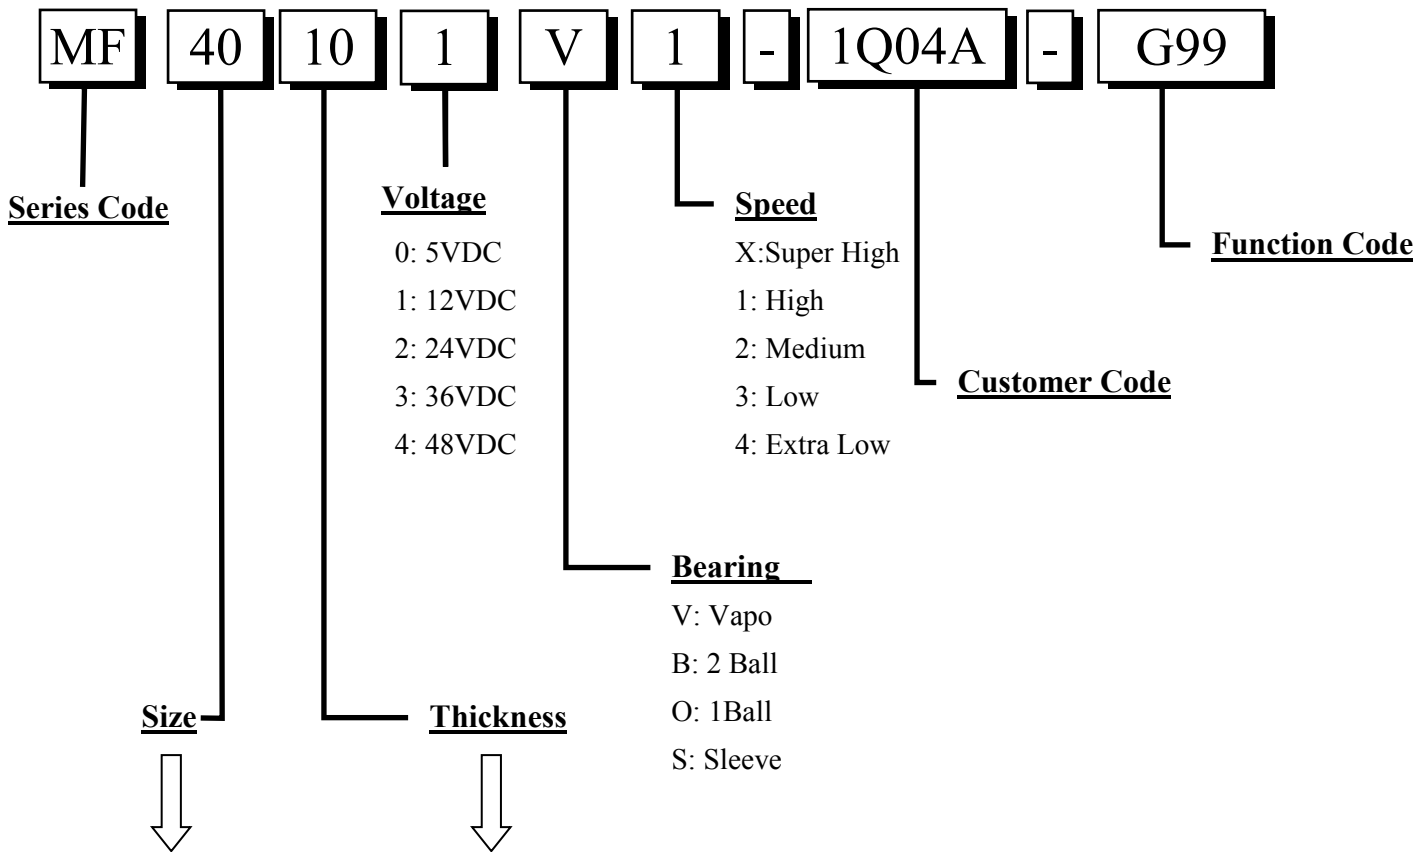 MF 40 10 1 V 1 - 1Q04A - G99
Series Code
Voltage
0: 5VDC
1: 12VDC
2: 24VDC
3: 36VDC
4: 48VDC
Speed
X:Super High
1: High
2: Medium
3: Low
4: Extra Low
Function Code
Customer Code
Bearing
V: Vapo
B: 2 Ball
O: 1Ball
S: Sleeve
Size
Thickness